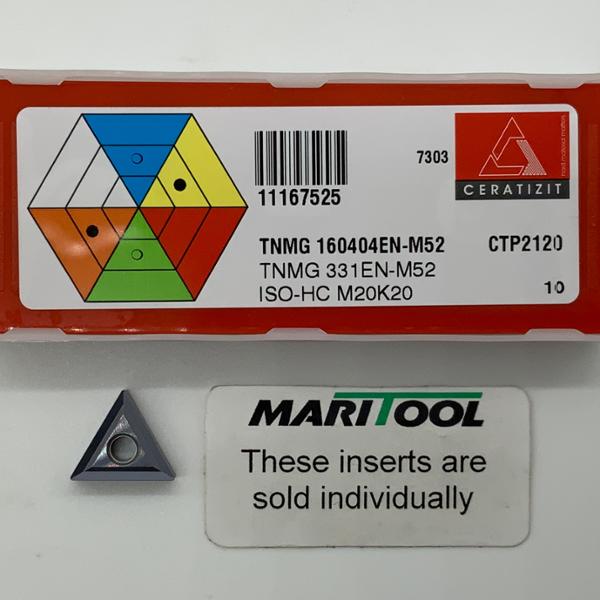 7303
11167525
CERATIZIT
TNMG 160404EN-M52 CTP2120
TNMG 331EN-M52
ISO-HC M20K20
10
MARITOOL
These inserts are
sold individually